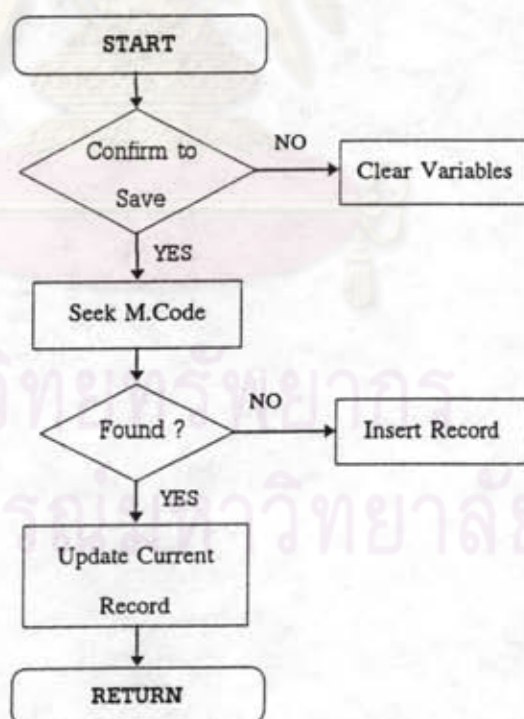 START
Confirm to
Save
NO
Clear Variables
YES
Seek M.Code
Found ?
NO
Insert Record
YES
Update Current
Record
RETURN